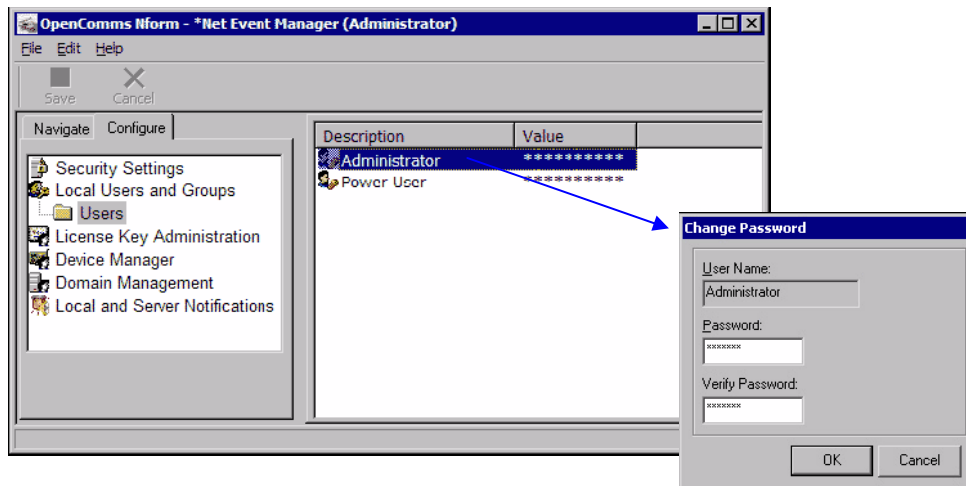 OpenComms Nform - *Net Event Manager (Administrator)
File Edit Help
Save Cancel
Navigate Configure
Description Value
Security Settings
Local Users and Groups
Users
License Key Administration
Device Manager
Domain Management
Local and Server Notifications
Administrator **********
Power User **********
Change Password
User Name:
Administrator
Password:
xxxxxxx
Verify Password:
xxxxxxx
OK Cancel